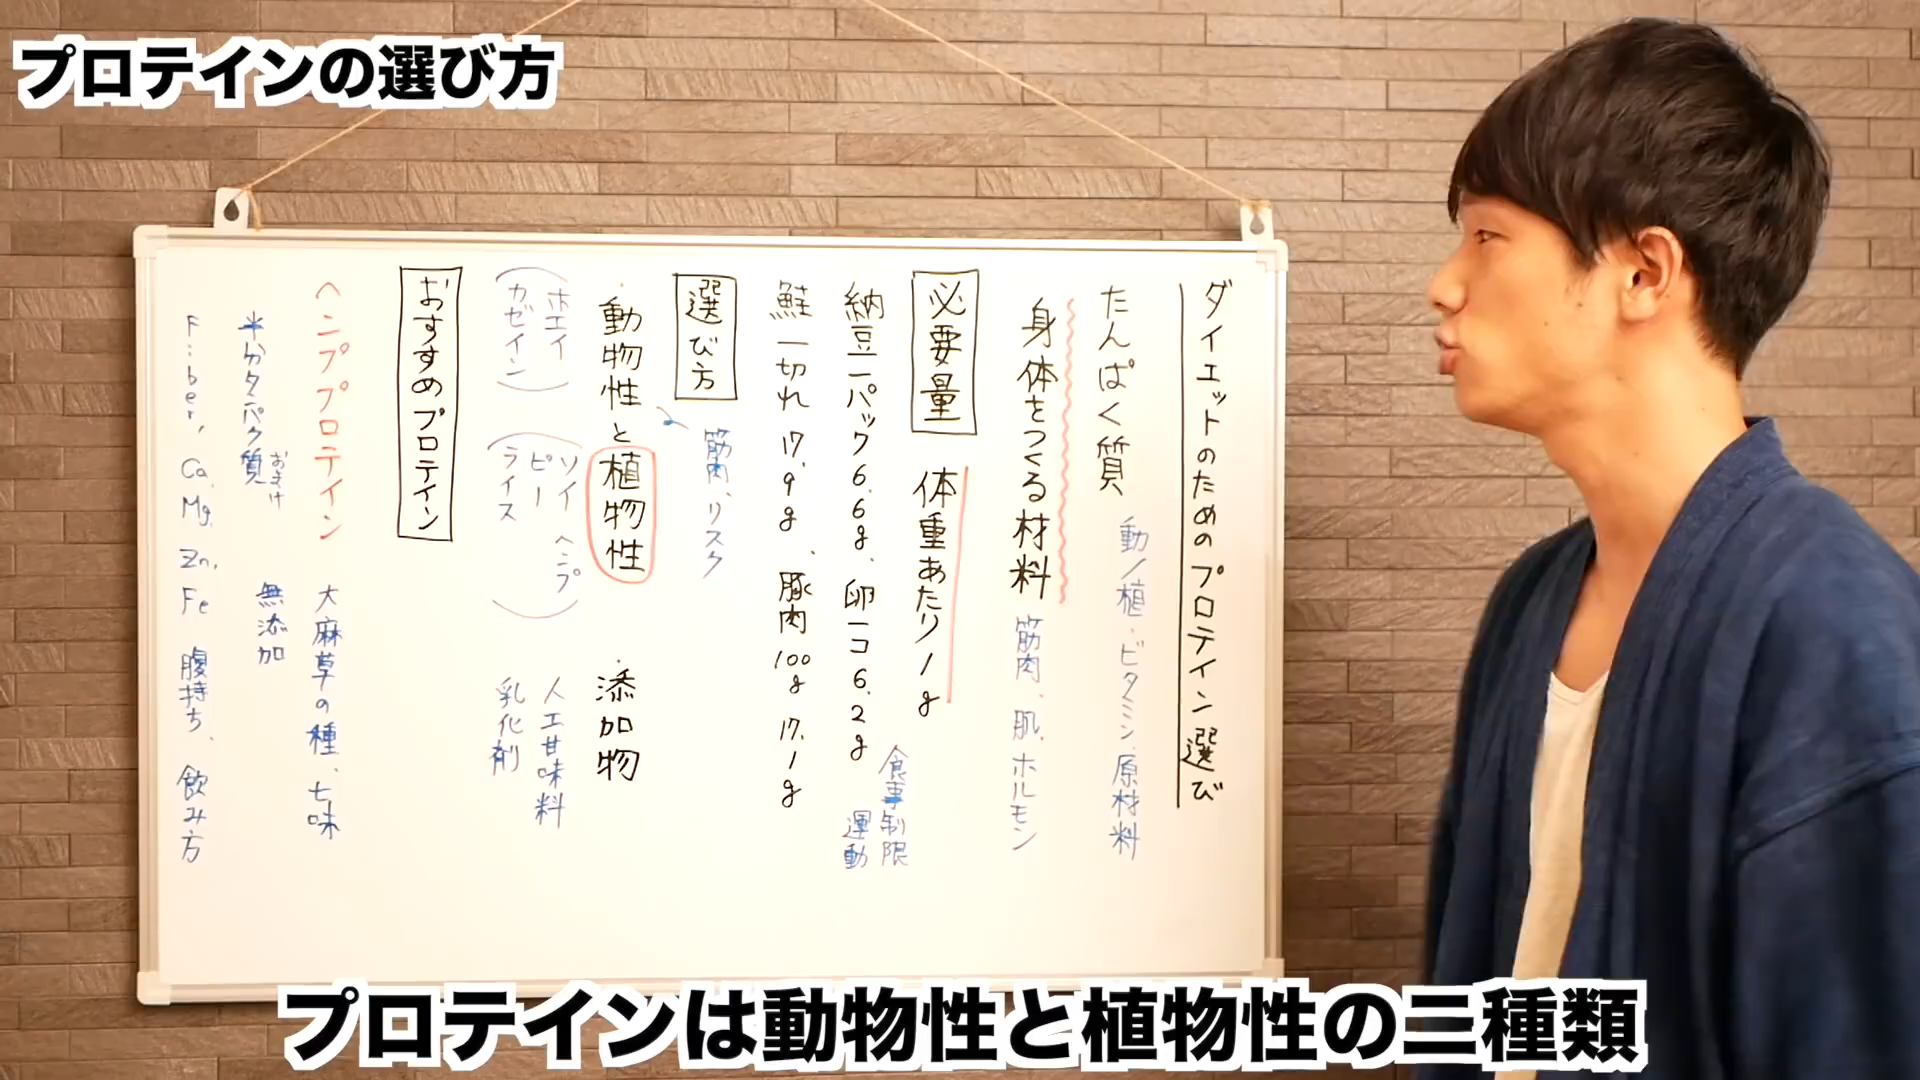 プロテインの選び方
ダイエットのためのプロテイン選び
たんぱく質
動/植・ビタミン.原材料
身体をつくる材料
筋肉、肌、ホルモン
必要量
体重あたり1g
食事制限
運動
納豆一パック6.6g、卵一コ6.2g
鮭一切れ17.9g、豚肉100g17.1g
選び方
筋肉、リスク
・動物性と植物性
ホエイ
カゼイン
ソイ
ピー
ライス
ヘンプ
・添加物
人工甘味料
乳化剤
おすすめプロテイン
ヘンププロテイン
大麻草の種、七味
半分タンパク質
おまけ
無添加
Fiber, Ca, Mg, Zn, Fe
腹持ち、飲み方
プロテインは動物性と植物性の二種類